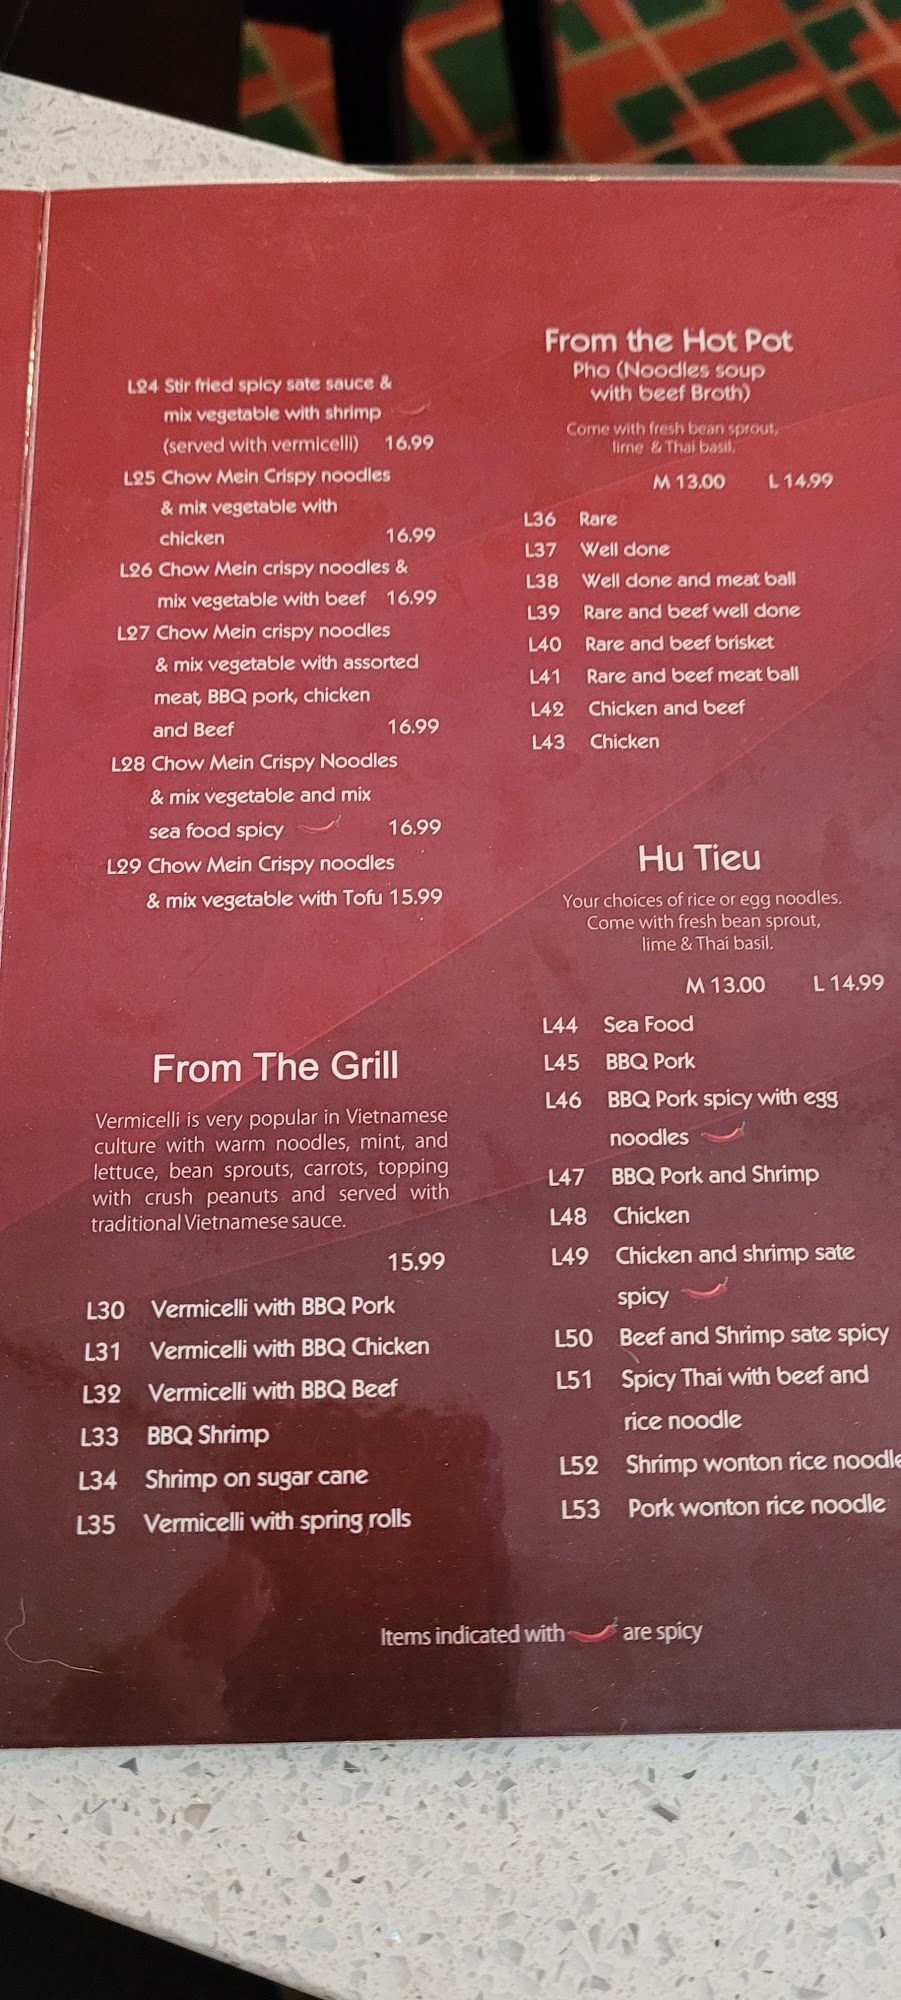 L24 Stir fried spicy sate sauce &
mix vegetable with shrimp
(served with vermicelli) 16.99
L25 Chow Mein Crispy noodles
& mix vegetable with
chicken 16.99
L26 Chow Mein crispy noodles &
mix vegetable with beef 16.99
L27 Chow Mein crispy noodles
& mix vegetable with assorted
meat, BBQ pork, chicken
and Beef 16.99
L28 Chow Mein Crispy Noodles
& mix vegetable and mix
sea food spicy 16.99
L29 Chow Mein Crispy noodles
& mix vegetable with Tofu 15.99
From The Grill
Vermicelli is very popular in Vietnamese
culture with warm noodles, mint, and
lettuce, bean sprouts, carrots, topping
with crush peanuts and served with
traditional Vietnamese sauce.
15.99
L30 Vermicelli with BBQ Pork
L31 Vermicelli with BBQ Chicken
L32 Vermicelli with BBQ Beef
L33 BBQ Shrimp
L34 Shrimp on sugar cane
L35 Vermicelli with spring rolls
From the Hot Pot
Pho (Noodles soup
with beef Broth)
Come with fresh bean sprout,
lime & Thai basil.
M 13.00 L 14.99
L36 Rare
L37 Well done
L38 Well done and meat ball
L39 Rare and beef well done
L40 Rare and beef brisket
L41 Rare and beef meat ball
L42 Chicken and beef
L43 Chicken
Hu Tieu
Your choices of rice or egg noodles.
Come with fresh bean sprout,
lime & Thai basil.
M 13.00 L 14.99
L44 Sea Food
L45 BBQ Pork
L46 BBQ Pork spicy with egg
noodles
L47 BBQ Pork and Shrimp
L48 Chicken
L49 Chicken and shrimp sate
spicy
L50 Beef and Shrimp sate spicy
L51 Spicy Thai with beef and
rice noodle
L52 Shrimp wonton rice noodle
L53 Pork wonton rice noodle
Items indicated with are spicy